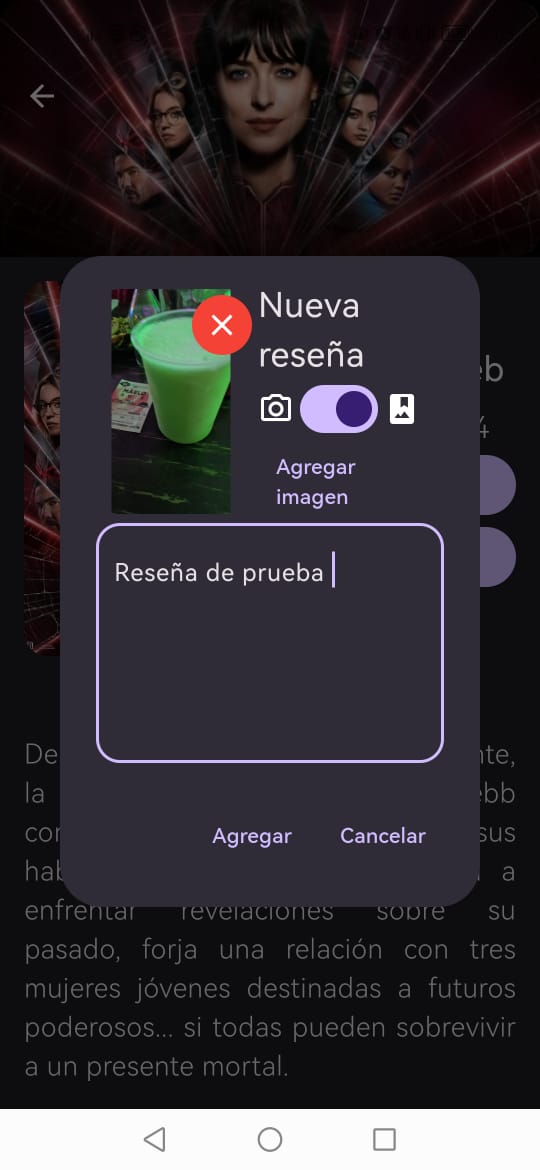 Nueva
reseña
eb
4
Agregar
imagen
Reseña de prueba
De nte,
la ebb
con sus
hab a
Agregar Cancelar
enfrentar revelaciones sobre su
pasado, forja una relación con tres
mujeres jóvenes destinadas a futuros
poderosos... si todas pueden sobrevivir
a un presente mortal.